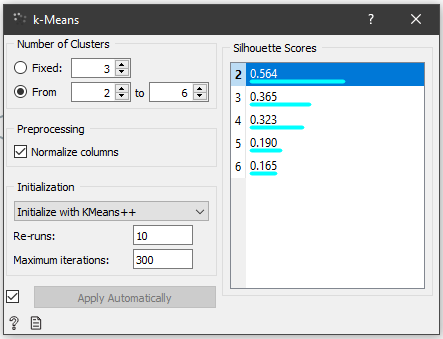 k-Means
Number of Clusters
Fixed: 3
From 2 to 6
Preprocessing
Normalize columns
Initialization
Initialize with KMeans++
Re-runs: 10
Maximum iterations: 300
Apply Automatically
Silhouette Scores
2 0.564
3 0.365
4 0.323
5 0.190
6 0.165